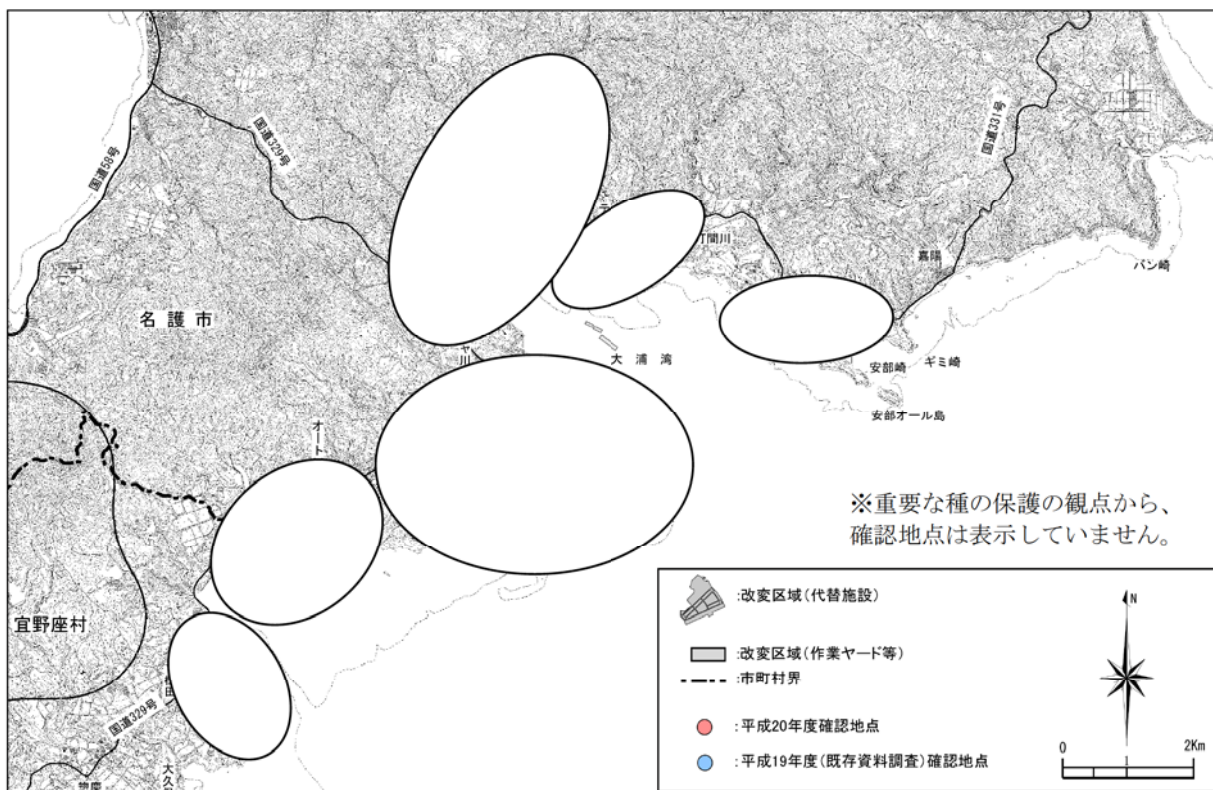 国道58号
国道329号
国道331号
嘉陽
バン崎
名護市
大浦湾
安部崎
ギミ崎
安部オール島
オート
※重要な種の保護の観点から、
確認地点は表示していません。
宜野座村
国道329号
:改変区域(代替施設)
:改変区域(作業ヤード等)
:市町村界
:平成20年度確認地点
:平成19年度(既存資料調査)確認地点
N
0 2Km